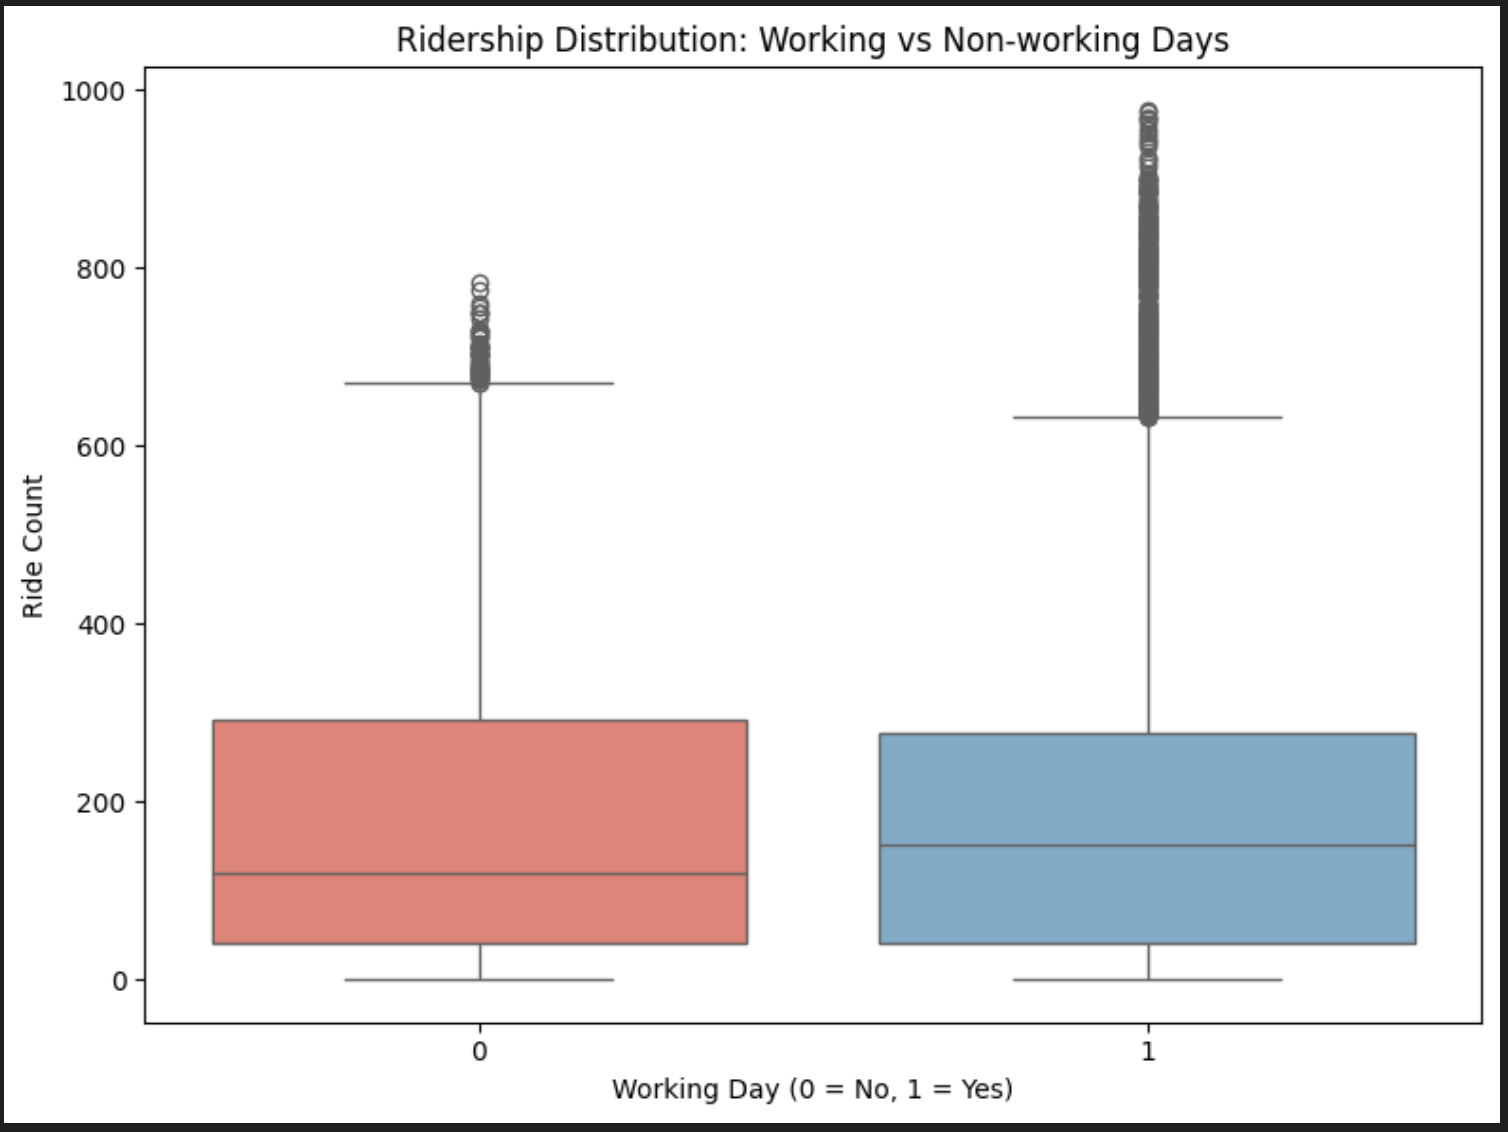 Ridership Distribution: Working vs Non-working Days
1000
800
600
400
200
0
Ride Count
0
1
Working Day (0 = No, 1 = Yes)